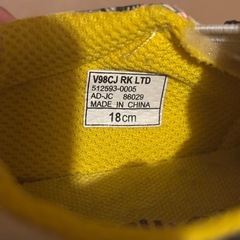 V98CJ RK LTD
512593-0005
AD-JC 86029
MADE IN CHINA
18cm